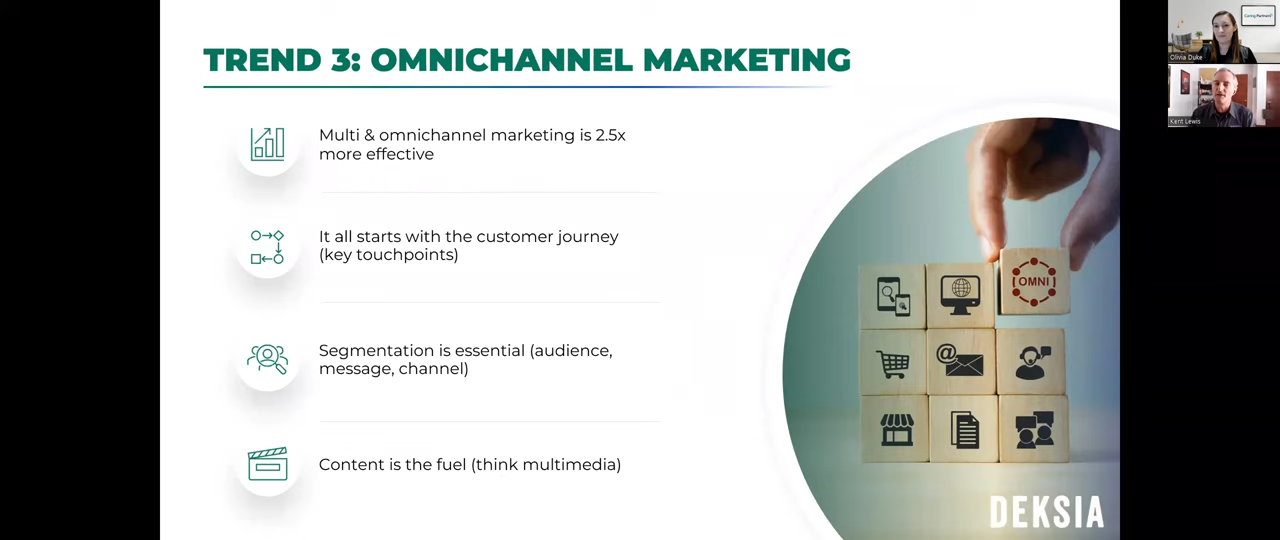 TREND 3: OMNICHANNEL MARKETING
Multi & omnichannel marketing is 2.5x
more effective
It all starts with the customer journey
(key touchpoints)
Segmentation is essential (audience,
message, channel)
Content is the fuel (think multimedia)
OMNI
@
DEKSIA
Caring Partners
Olivia Duke
Kent Lewis